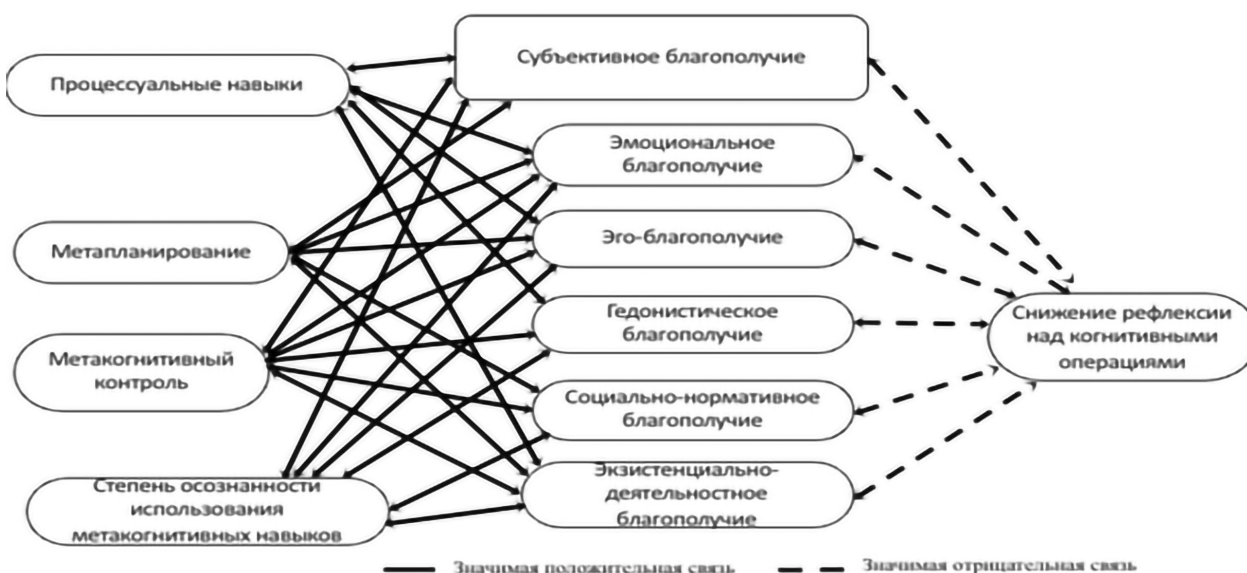 Процессуальные навыки
Метапланирование
Метакогнитивный
контроль
Степень осознанности
использования
метакогнитивных навыков
Субъективное благополучие
Эмоциональное
благополучие
Эго-благополучие
Гедонистическое
благополучие
Социально-нормативное
благополучие
Экзистенциально-
деятельностное
благополучие
Снижение рефлексии
над когнитивными
операциями
Значимая положительная связь
Значимая отрицательная связь